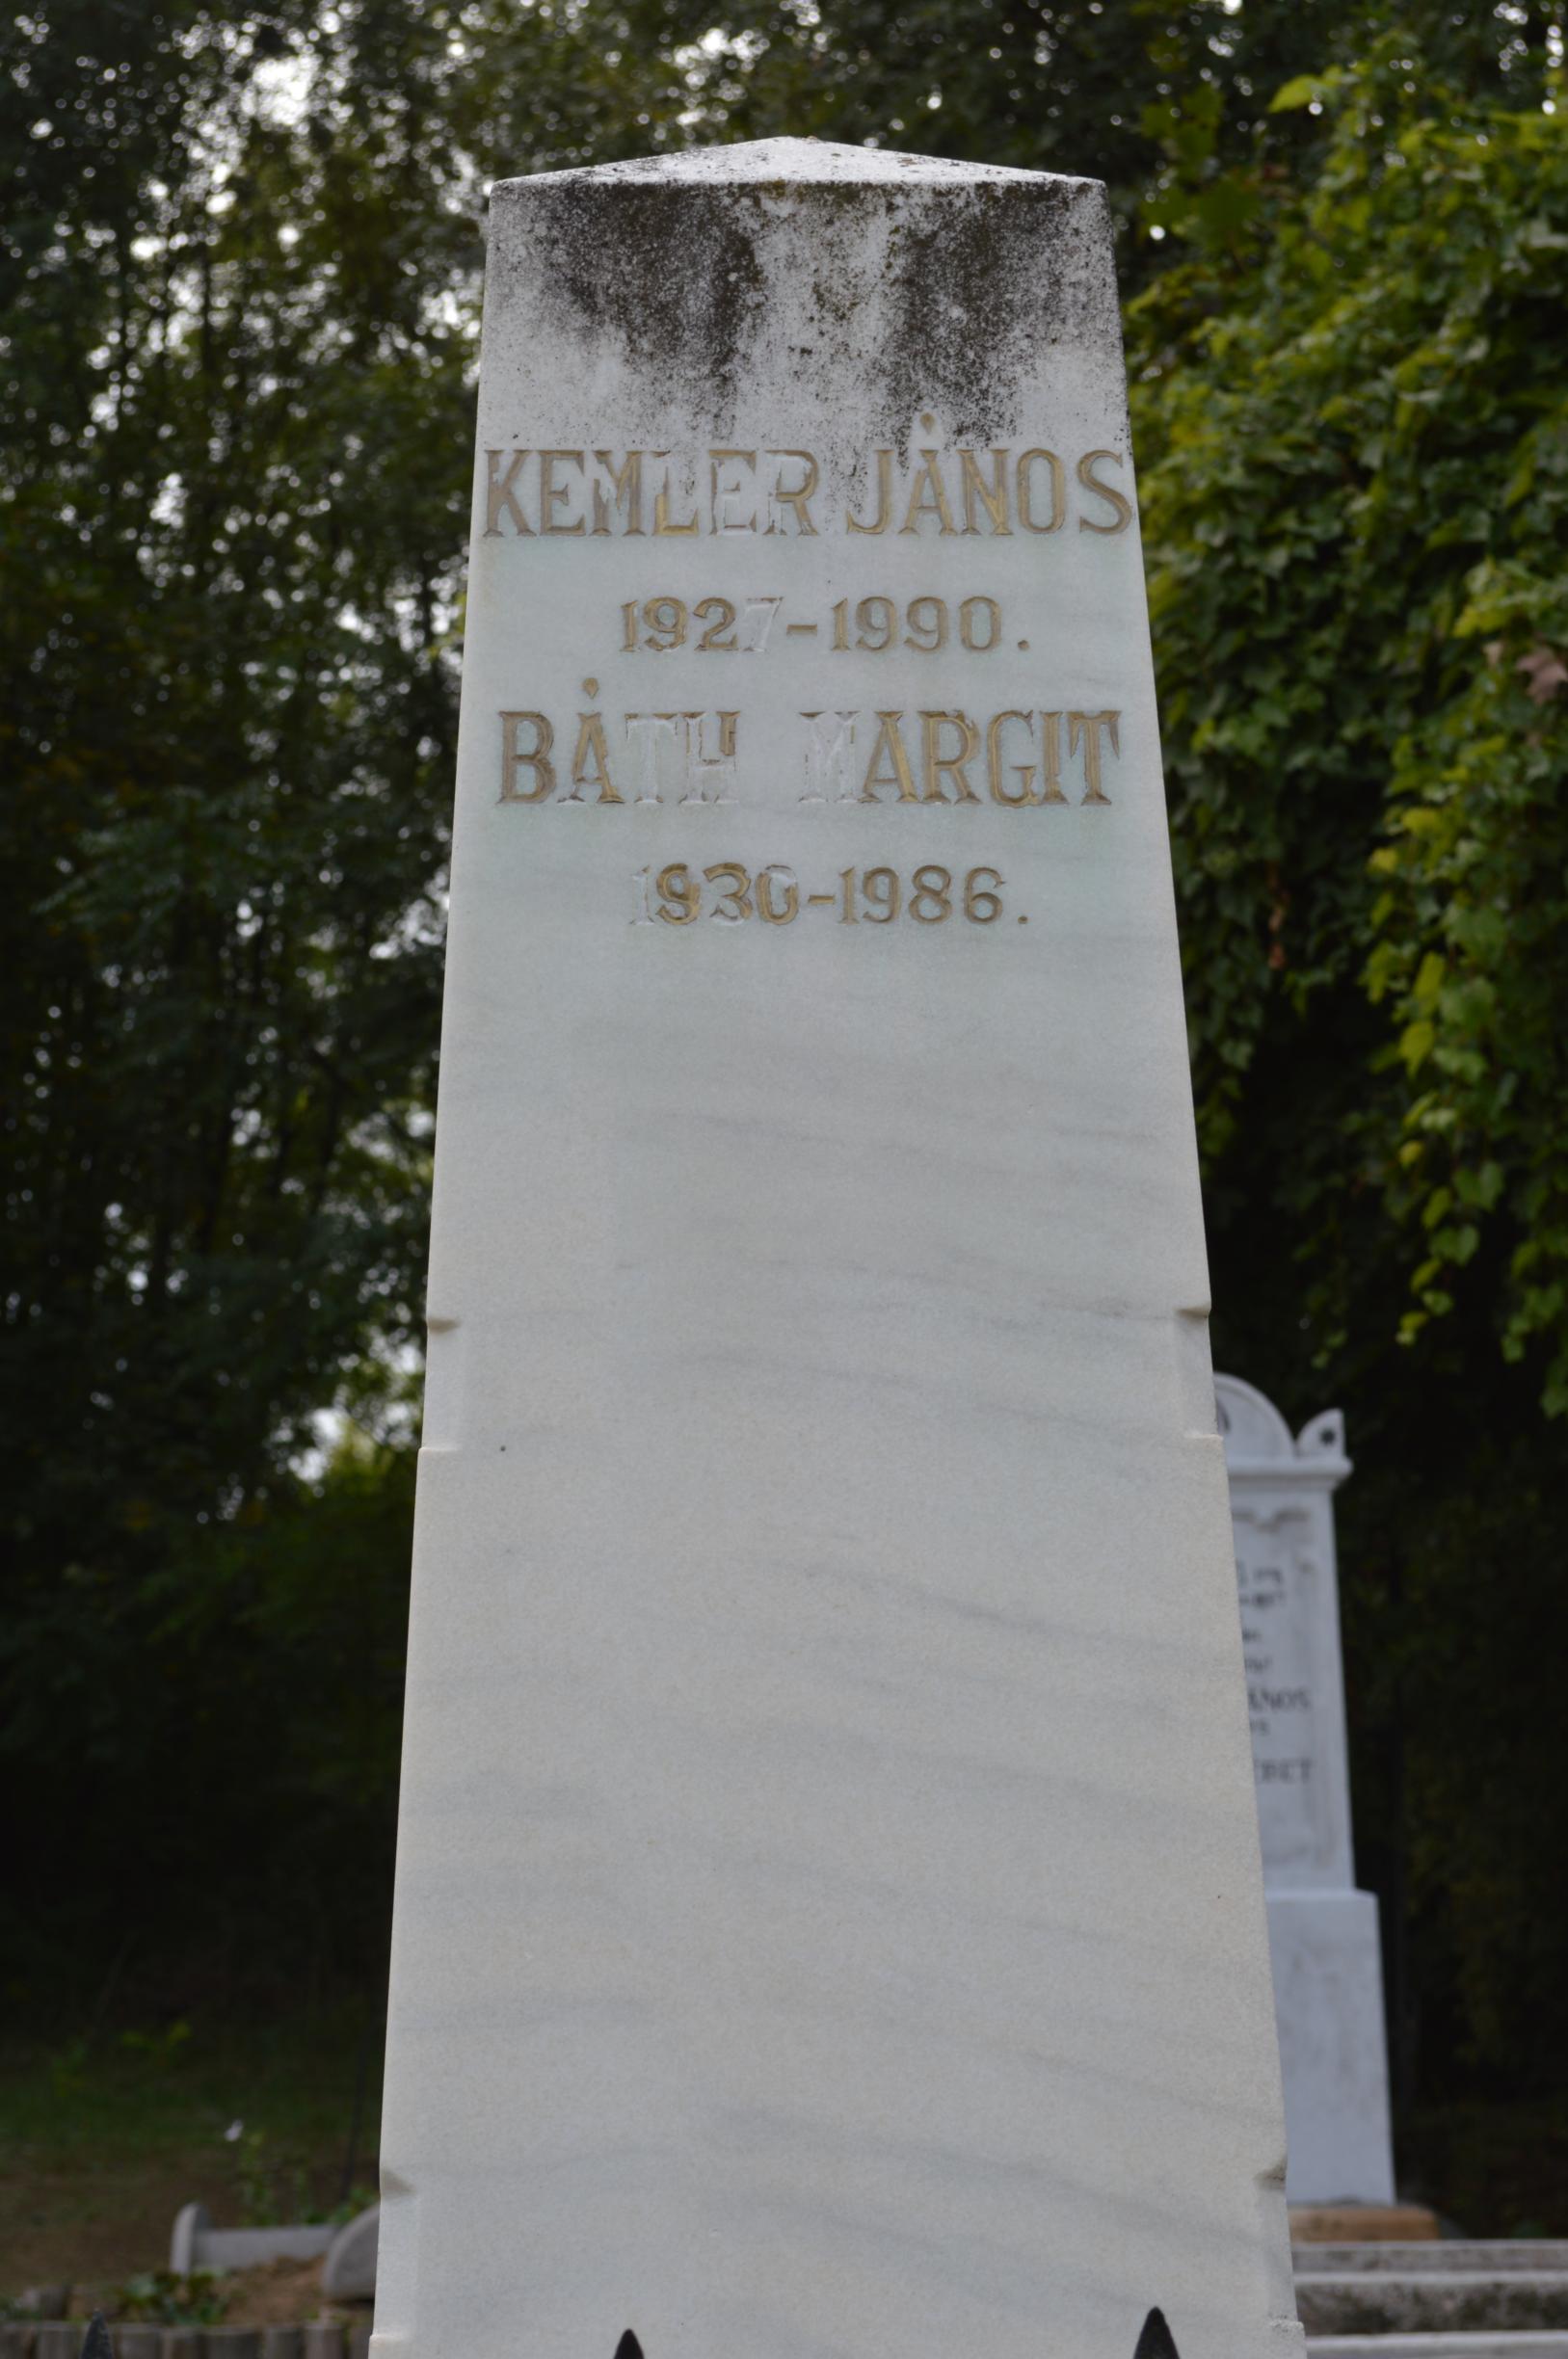 KEMLER JÁNOS
1927-1990.
BÁTH MARGIT
1930-1986.